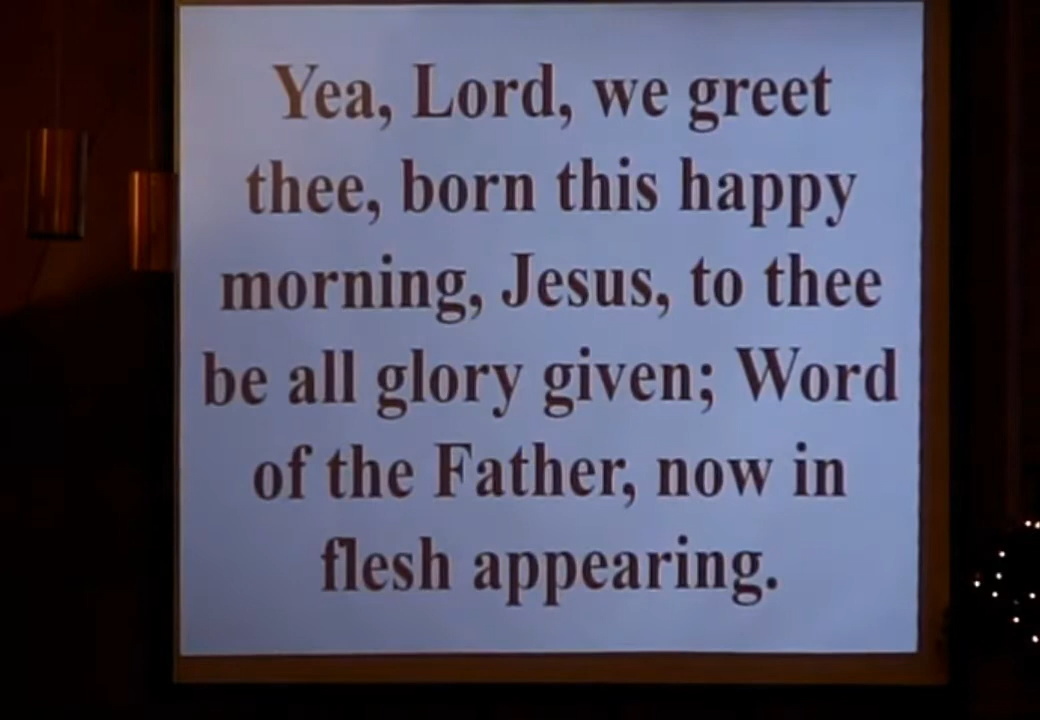 Yea, Lord, we greet
thee, born this happy
morning, Jesus, to thee
be all glory given; Word
of the Father, now in
flesh appearing.